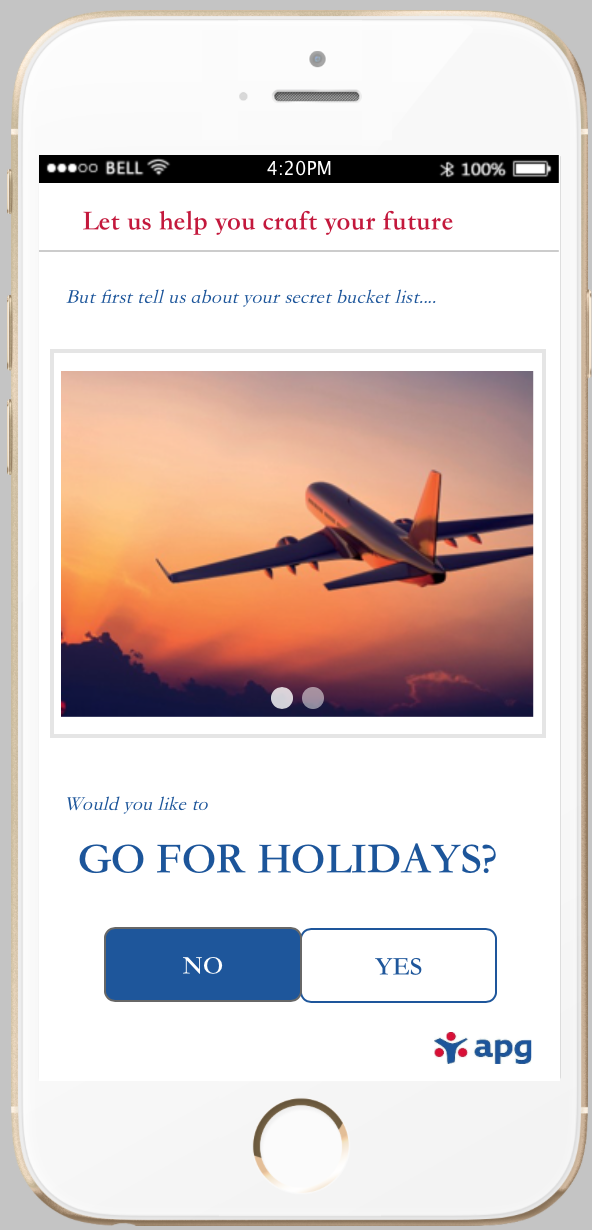 BELL 4:20PM 100%
Let us help you craft your future
But first tell us about your secret bucket list....
Would you like to
GO FOR HOLIDAYS?
NO YES
apg